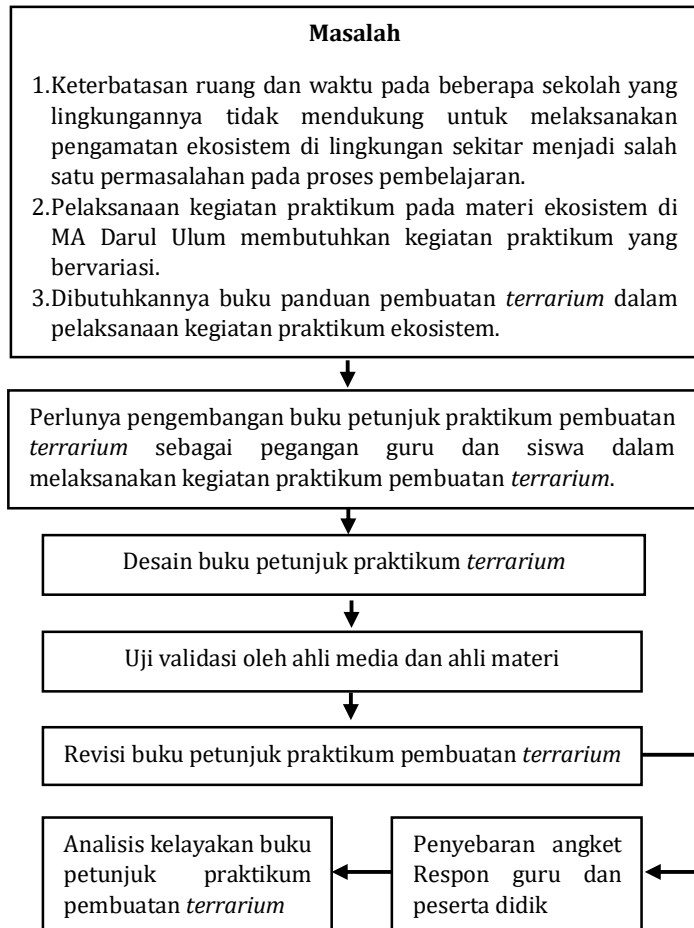 Masalah
1.Keterbatasan ruang dan waktu pada beberapa sekolah yang
lingkungannya tidak mendukung untuk melaksanakan
pengamatan ekosistem di lingkungan sekitar menjadi salah
satu permasalahan pada proses pembelajaran.
2.Pelaksanaan kegiatan praktikum pada materi ekosistem di
MA Darul Ulum membutuhkan kegiatan praktikum yang
bervariasi.
3.Dibutuhkannya buku panduan pembuatan terrarium dalam
pelaksanaan kegiatan praktikum ekosistem.
Perlunya pengembangan buku petunjuk praktikum pembuatan
terrarium sebagai pegangan guru dan siswa dalam
melaksanakan kegiatan praktikum pembuatan terrarium.
Desain buku petunjuk praktikum terrarium
Uji validasi oleh ahli media dan ahli materi
Revisi buku petunjuk praktikum pembuatan terrarium
Analisis kelayakan buku
petunjuk praktikum
pembuatan terrarium
Penyebaran angket
Respon guru dan
peserta didik